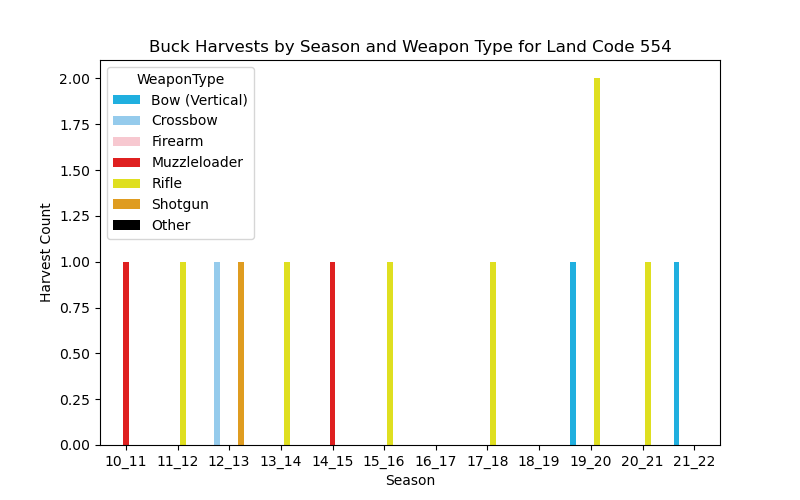 Buck Harvests by Season and Weapon Type for Land Code 554
WeaponType
Bow (Vertical)
Crossbow
Firearm
Muzzleloader
Rifle
Shotgun
Other
2.00
1.75
1.50
1.25
1.00
0.75
0.50
0.25
0.00
Harvest Count
10_11 11_12 12_13 13_14 14_15 15_16 16_17 17_18 18_19 19_20 20_21 21_22
Season